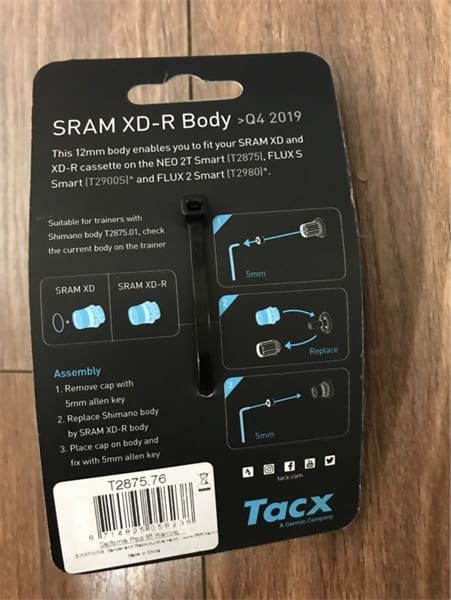 SRAM XD-R Body >Q4 2019
This 12mm body enables you to fit your SRAM XD and
XD-R cassette on the NEO 2T Smart (T2875), FLUX S
Smart (T2900S)* and FLUX 2 Smart (T2980)*.
Suitable for trainers with
Shimano body T2875.01, check
the current body on the trainer
SRAM XD
SRAM XD-R
+
1
5mm
2
Replace
3
5mm
Assembly
1. Remove cap with
5mm allen key
2. Replace Shimano body
by SRAM XD-R body
3. Place cap on body and
fix with 5mm allen key
tacx.com
T2875.76
California Prop 65 Warning
Made in China
Tacx
A Garmin Company